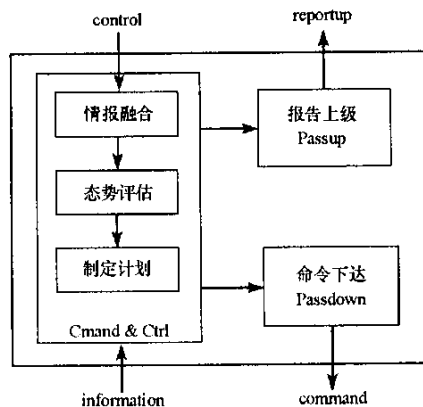 control
reportup
情报融合
态势评估
制定计划
Cmand & Ctrl
报告上级
Passup
命令下达
Passdown
information
command